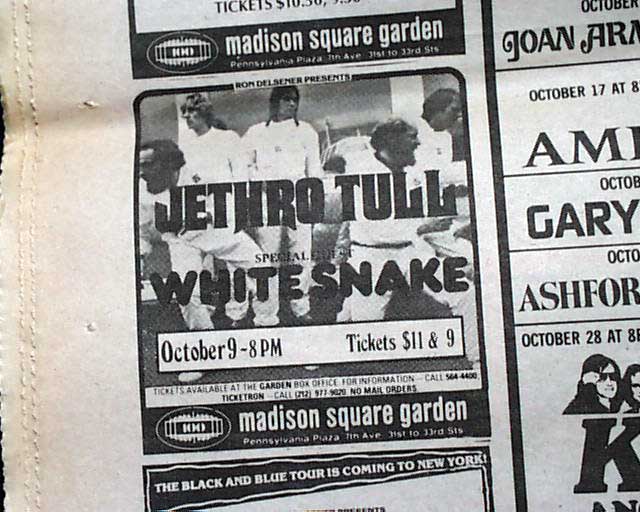 TICKETS $10.50, 9.50
madison square garden
Pennsylvania Plaza, 7th Ave, 31st to 33rd Sts
RON DELSENER PRESENTS
JETHRO TULL
SPECIAL GUEST
WHITESNAKE
October 9-8PM Tickets $11 & 9
TICKETS AVAILABLE AT THE GARDEN BOX OFFICE. FOR INFORMATION - CALL 564-4400
TICKETRON - CALL (212) 977-9020. NO MAIL ORDERS.
madison square garden
Pennsylvania Plaza, 7th Ave, 31st to 33rd Sts
THE BLACK AND BLUE TOUR IS COMING TO NEW YORK!
PRESENTS
OCTOBER
JOAN ARM
OCTOBER 17 AT 8
AM
OCTOB
GARY
OCTO
ASHFOR
OCTOBER 28 AT 8
K
AN